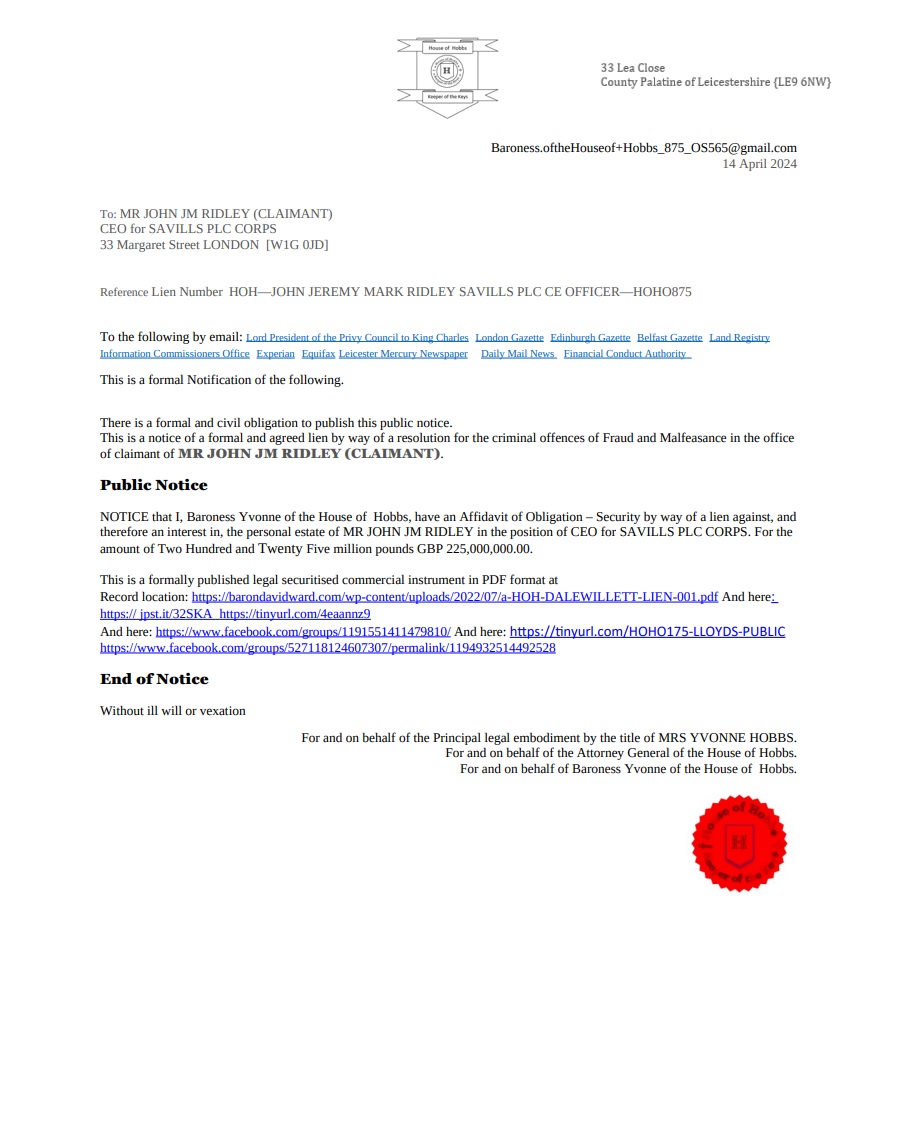 House of Hobbs
H
Keeper of the Keys
33 Lea Close
County Palatine of Leicestershire {LE9 6NW}
Baroness.oftheHouseof+Hobbs_875_OS565@gmail.com
14 April 2024
To: MR JOHN JM RIDLEY (CLAIMANT)
CEO for SAVILLS PLC CORPS
33 Margaret Street LONDON [W1G 0JD]
Reference Lien Number HOH—JOHN JEREMY MARK RIDLEY SAVILLS PLC CE OFFICER—HOHO875
To the following by email: Lord President of the Privy Council to King Charles London Gazette Edinburgh Gazette Belfast Gazette Land Registry
Information Commissioners Office Experian Equifax Leicester Mercury Newspaper Daily Mail News Financial Conduct Authority
This is a formal Notification of the following.
There is a formal and civil obligation to publish this public notice.
This is a notice of a formal and agreed lien by way of a resolution for the criminal offences of Fraud and Malfeasance in the office
of claimant of MR JOHN JM RIDLEY (CLAIMANT).
Public Notice
NOTICE that I, Baroness Yvonne of the House of Hobbs, have an Affidavit of Obligation – Security by way of a lien against, and
therefore an interest in, the personal estate of MR JOHN JM RIDLEY in the position of CEO for SAVILLS PLC CORPS. For the
amount of Two Hundred and Twenty Five million pounds GBP 225,000,000.00.
This is a formally published legal securitised commercial instrument in PDF format at
Record location: https://barondavidward.com/wp-content/uploads/2022/07/a-HOH-DALEWILLETT-LIEN-001.pdf And here:
https:// jpst.it/32SKA https://tinyurl.com/4eaannz9
And here: https://www.facebook.com/groups/1191551411479810/ And here: https://tinyurl.com/HOHO175-LLOYDS-PUBLIC
https://www.facebook.com/groups/527118124607307/permalink/1194932514492528
End of Notice
Without ill will or vexation
For and on behalf of the Principal legal embodiment by the title of MRS YVONNE HOBBS.
For and on behalf of the Attorney General of the House of Hobbs.
For and on behalf of Baroness Yvonne of the House of Hobbs.
House of Hobbs
H